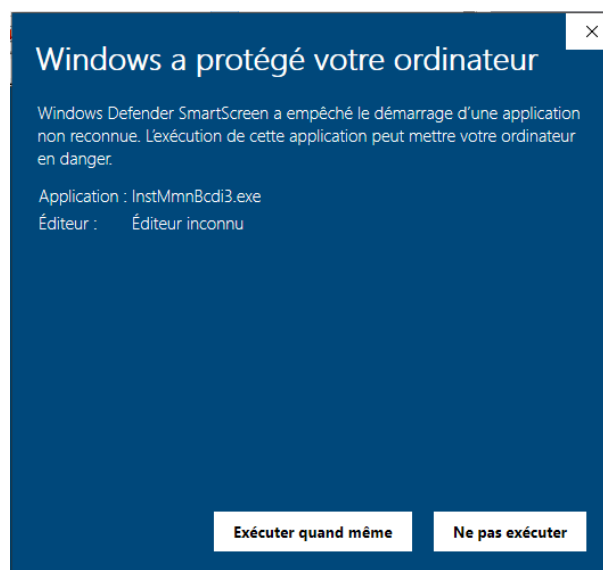 Windows a protégé votre ordinateur
Windows Defender SmartScreen a empêché le démarrage d'une application
non reconnue. L'exécution de cette application peut mettre votre ordinateur
en danger.
Application : InstMmnBcdi3.exe
Éditeur : Éditeur inconnu
Exécuter quand même
Ne pas exécuter